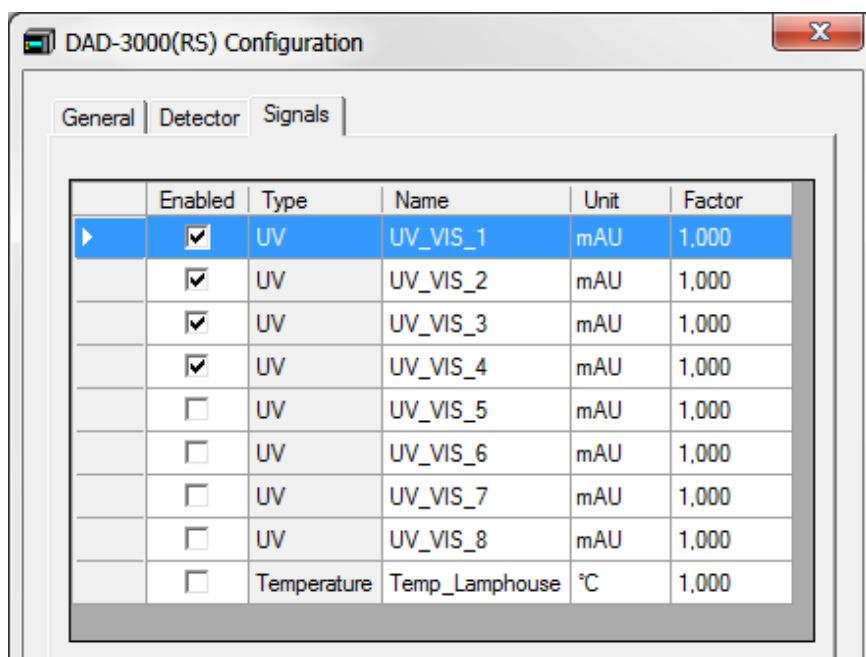 DAD-3000(RS) Configuration
General Detector Signals
Enabled Type Name Unit Factor
UV UV_VIS_1 mAU 1,000
UV UV_VIS_2 mAU 1,000
UV UV_VIS_3 mAU 1,000
UV UV_VIS_4 mAU 1,000
UV UV_VIS_5 mAU 1,000
UV UV_VIS_6 mAU 1,000
UV UV_VIS_7 mAU 1,000
UV UV_VIS_8 mAU 1,000
Temperature Temp_Lamphouse °C 1,000